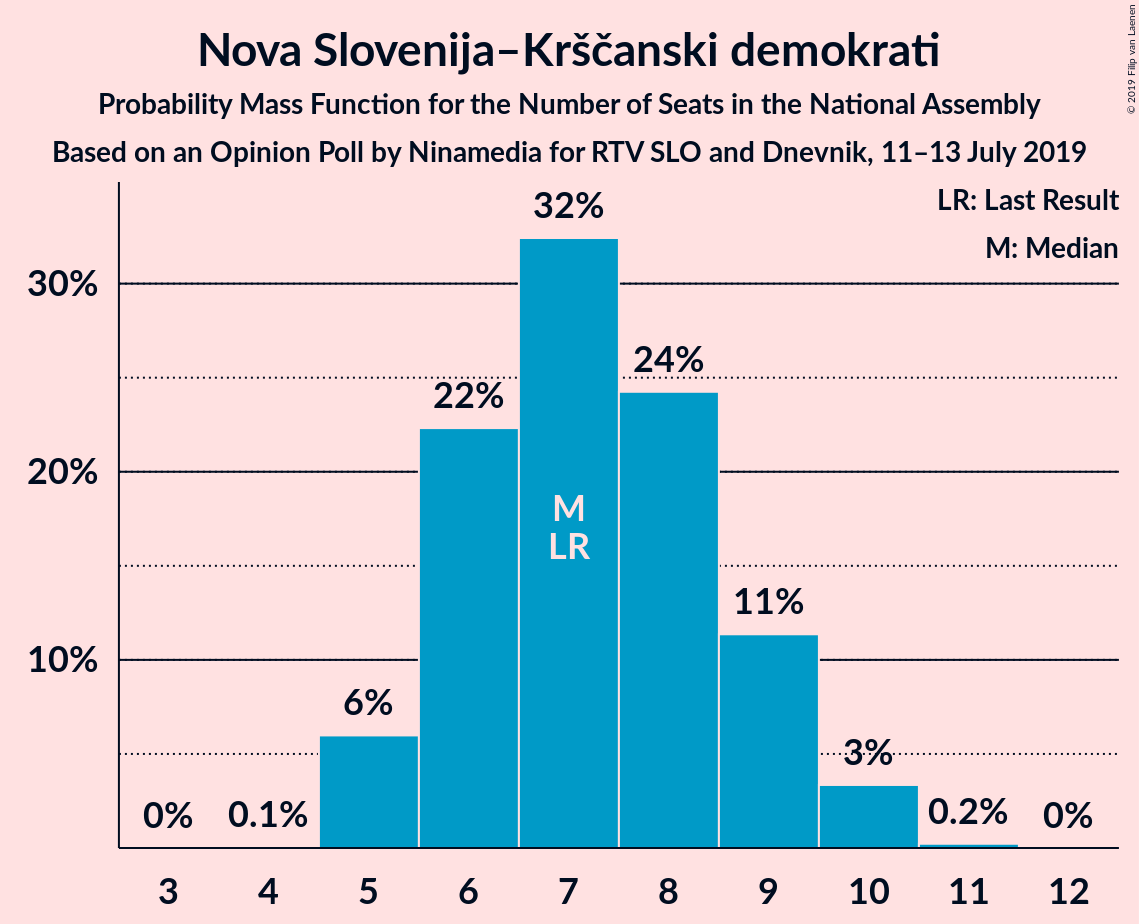 Nova Slovenija–Krščanski demokrati
Probability Mass Function for the Number of Seats in the National Assembly
Based on an Opinion Poll by Ninamedia for RTV SLO and Dnevnik, 11–13 July 2019
© 2019 Filip van Laenen
LR: Last Result
M: Median
30%
20%
10%
0%
0.1%
6%
22%
32%
24%
11%
3%
0.2%
0%
M
LR
3 4 5 6 7 8 9 10 11 12